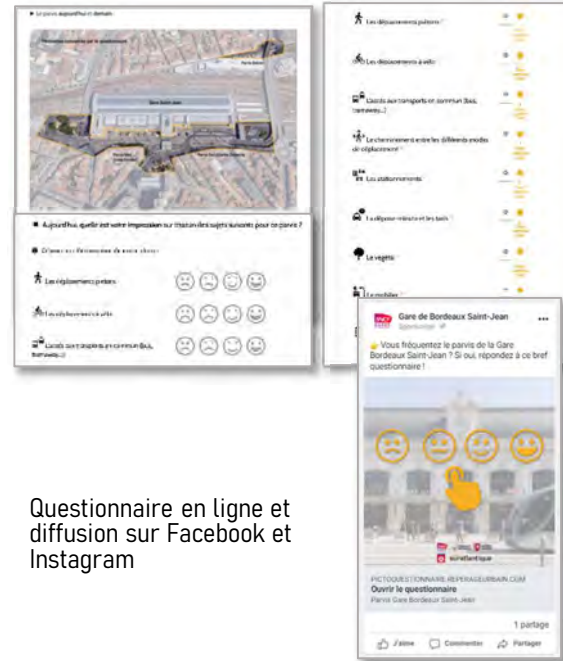 Le parvis aujourd'hui et demain
Gare Saint-Jean
Aujourd'hui, quelle est votre impression sur chacun des sujets suivants pour ce parvis ?
Les déplacements piétons
Les déplacements à vélo
L'accès aux transports en commun (bus,
tramway...)
Les déplacements piétons
Les déplacements à vélo
L'accès aux transports en commun (bus,
tramway...)
Le cheminement entre les différents modes
de déplacement
Les stationnements
La dépose-minute et les taxis
Le végétal
Le mobilier
Gare de Bordeaux Saint-Jean
Sponsorisé
Vous fréquentez le parvis de la Gare
Bordeaux Saint-Jean ? Si oui, répondez à ce bref
questionnaire !
euratlantique
PICTOQUESTIONNAIRE.REPERAGEURBAIN.COM
Ouvrir le questionnaire
Parvis Gare Bordeaux Saint-Jean
1 partage
J'aime
Commenter
Partager
Questionnaire en ligne et
diffusion sur Facebook et
Instagram